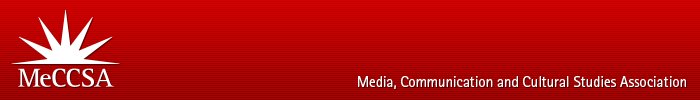 MeCCSA
Media, Communication and Cultural Studies Association